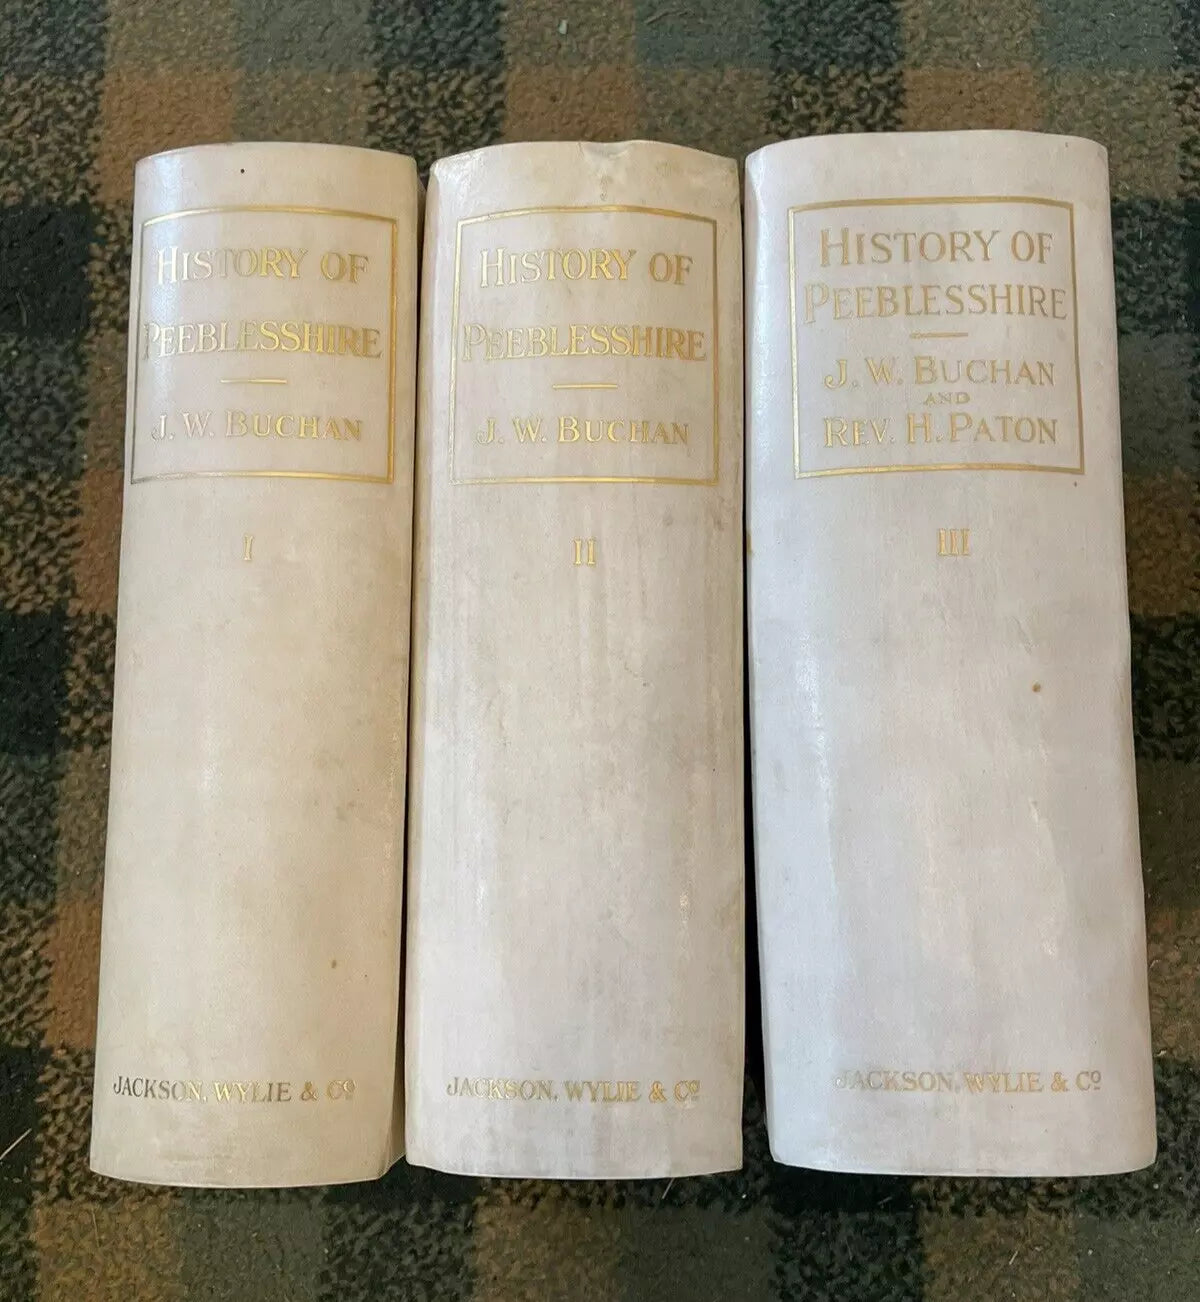 HISTORY OF
PEEBLESSHIRE
J. W. BUCHAN
I
JACKSON, WYLIE & Cº
HISTORY OF
PEEBLESSHIRE
J. W. BUCHAN
II
JACKSON, WYLIE & Cº
HISTORY OF
PEEBLESSHIRE
J. W. BUCHAN
AND
REV. H. PATON
III
JACKSON, WYLIE & Cº